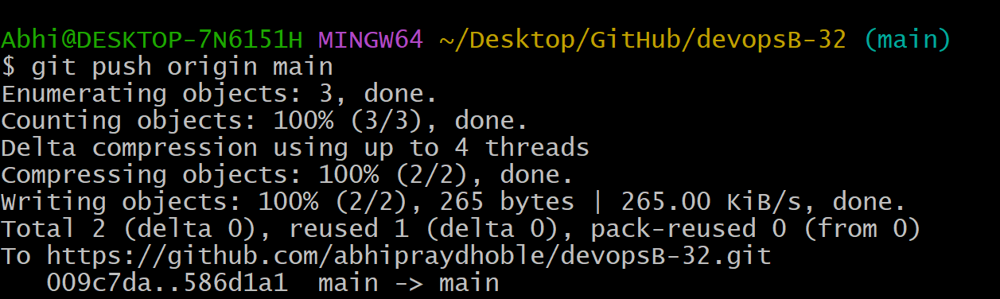 Abhi@DESKTOP-7N6151H MINGW64 ~/Desktop/GitHub/devopsB-32 (main)
$ git push origin main
Enumerating objects: 3, done.
Counting objects: 100% (3/3), done.
Delta compression using up to 4 threads
Compressing objects: 100% (2/2), done.
Writing objects: 100% (2/2), 265 bytes | 265.00 KiB/s, done.
Total 2 (delta 0), reused 1 (delta 0), pack-reused 0 (from 0)
To https://github.com/abhipraydhoble/devopsB-32.git
   009c7da..586d1a1  main -> main